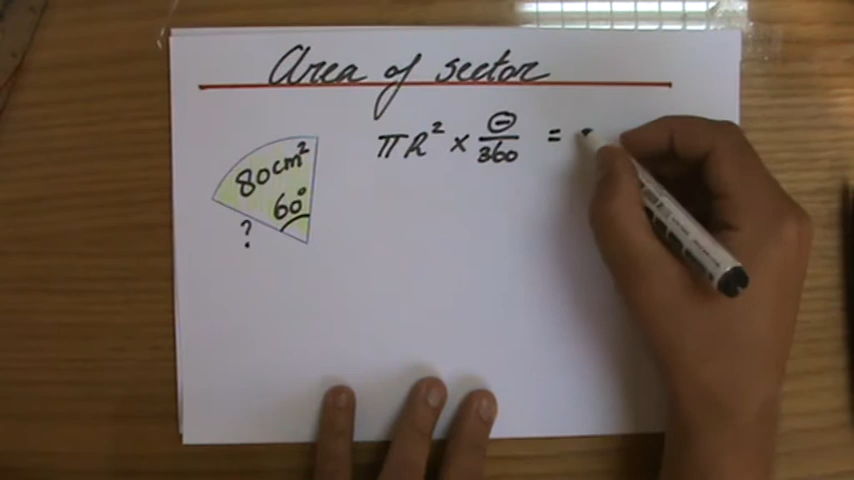 Area of sector
πR² × Θ/360 =
80cm²
60°
?